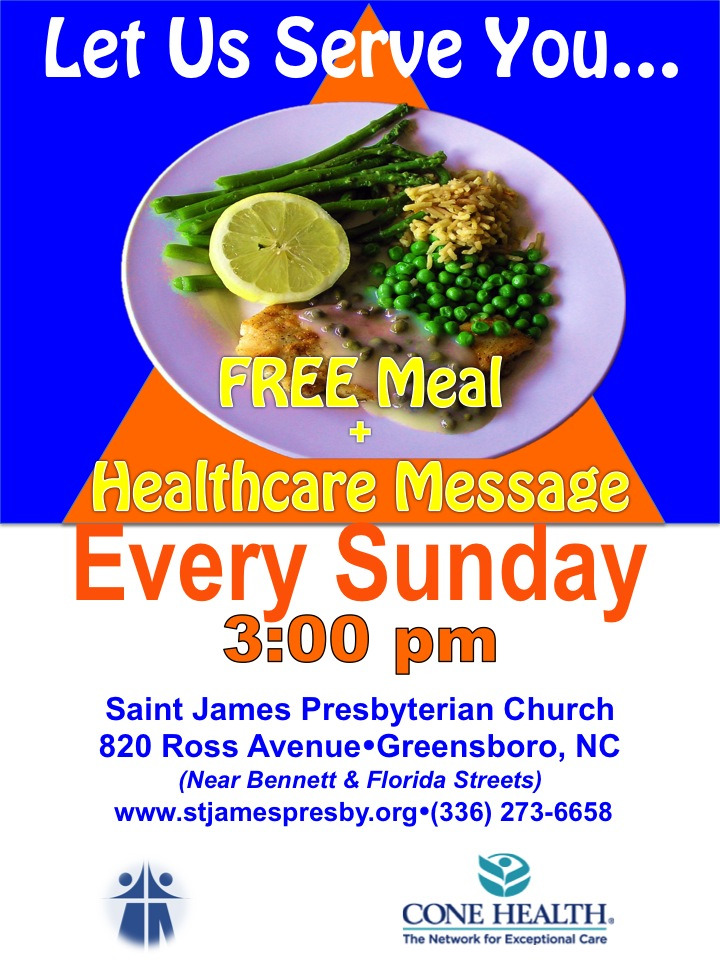 Let Us Serve You...
FREE Meal
+
Healthcare Message
Every Sunday
3:00 pm
Saint James Presbyterian Church
820 Ross Avenue•Greensboro, NC
(Near Bennett & Florida Streets)
www.stjamespresby.org•(336) 273-6658
CONE HEALTH®
The Network for Exceptional Care